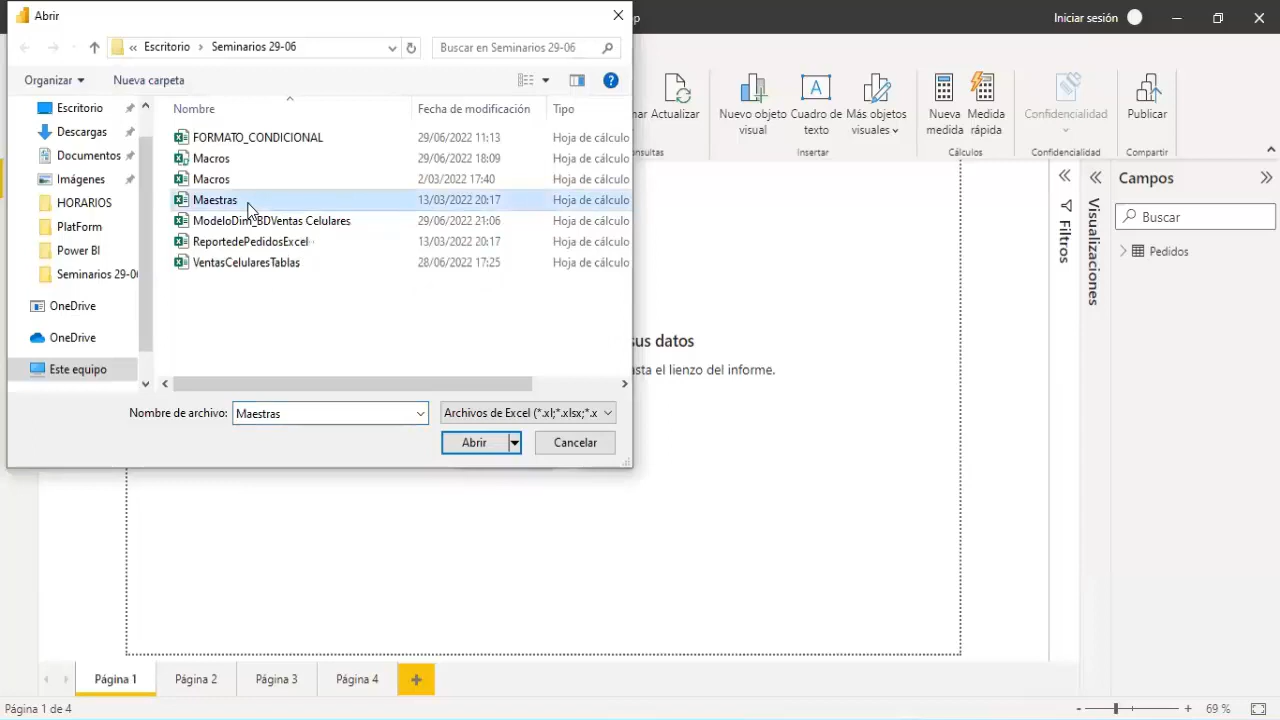 Abrir
Iniciar sesión
« Escritorio > Seminarios 29-06
Buscar en Seminarios 29-06
Organizar
Nueva carpeta
Nombre
Fecha de modificación
Tipo
Escritorio
Descargas
Documentos
Imágenes
HORARIOS
PlatForm
Power BI
Seminarios 29-0
OneDrive
OneDrive
Este equipo
FORMATO_CONDICIONAL 29/06/2022 11:13 Hoja de cálculo
Macros 29/06/2022 18:09 Hoja de cálculo
Macros 2/03/2022 17:40 Hoja de cálculo
Maestras 13/03/2022 20:17 Hoja de cálculo
ModeloDim_BDVentas Celulares 29/06/2022 21:06 Hoja de cálculo
ReportedePedidosExcel 13/03/2022 20:17 Hoja de cálculo
VentasCelularesTablas 28/06/2022 17:25 Hoja de cálculo
Nombre de archivo: Maestras
Archivos de Excel (*.xl;*.xlsx;*.x
Abrir
Cancelar
Actualizar
Nuevo objeto visual
Cuadro de texto
Más objetos visuales
Insertar
Nueva medida
Medida rápida
Cálculos
Confidencialidad
Confidencialidad
Publicar
Compartir
sus datos
asta el lienzo del informe.
Filtros
Visualizaciones
Campos
Buscar
Pedidos
Página 1
Página 2
Página 3
Página 4
Página 1 de 4
69 %